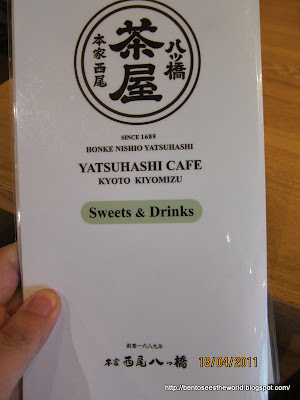 本家西尾
八ッ橋
茶屋
SINCE 1689
HONKE NISHIO YATSUHASHI
YATSUHASHI CAFE
KYOTO KIYOMIZU
Sweets & Drinks
創業一六八九年
本家 西尾八ッ橋
18/04/2011
http://bentoseestheworld.blogspot.com/